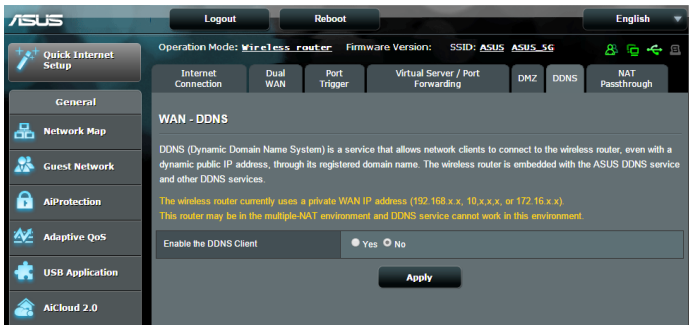 ASUS
Logout
Reboot
English
Quick Internet
Setup
General
Network Map
Guest Network
AiProtection
Adaptive QoS
USB Application
AiCloud 2.0
Operation Mode: Wireless router Firmware Version: SSID: ASUS ASUS_5G
Internet
Connection
Dual
WAN
Port
Trigger
Virtual Server / Port
Forwarding
DMZ
DDNS
NAT
Passthrough
WAN - DDNS
DDNS (Dynamic Domain Name System) is a service that allows network clients to connect to the wireless router, even with a
dynamic public IP address, through its registered domain name. The wireless router is embedded with the ASUS DDNS service
and other DDNS services.
The wireless router currently uses a private WAN IP address (192.168.x.x, 10,x,x,x, or 172.16.x.x).
This router may be in the multiple-NAT environment and DDNS service cannot work in this environment.
Enable the DDNS Client Yes No
Apply